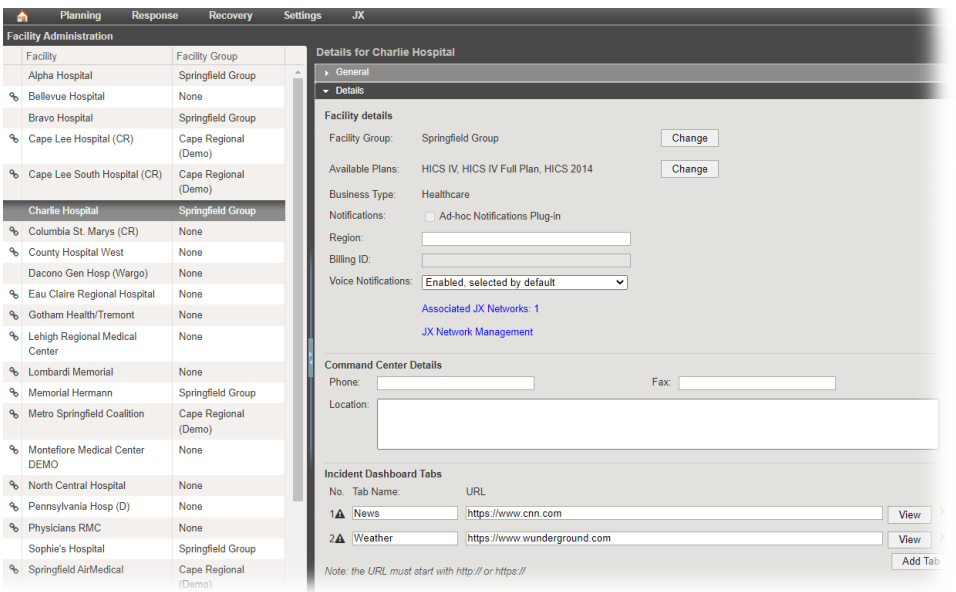 Planning Response Recovery Settings JX
Facility Administration
Facility Facility Group
Alpha Hospital Springfield Group
Bellevue Hospital None
Bravo Hospital Springfield Group
Cape Lee Hospital (CR) Cape Regional
(Demo)
Cape Lee South Hospital (CR) Cape Regional
(Demo)
Charlie Hospital Springfield Group
Columbia St. Marys (CR) None
County Hospital West None
Dacono Gen Hosp (Wargo) None
Eau Claire Regional Hospital None
Gotham Health/Tremont None
Lehigh Regional Medical None
Center
Lombardi Memorial None
Memorial Hermann Springfield Group
Metro Springfield Coalition Cape Regional
(Demo)
Montefiore Medical Center None
DEMO
North Central Hospital None
Pennsylvania Hosp (D) None
Physicians RMC None
Sophie's Hospital Springfield Group
Springfield AirMedical Cape Regional
(Demo)
Details for Charlie Hospital
General
Details
Facility details
Facility Group: Springfield Group Change
Available Plans: HICS IV, HICS IV Full Plan, HICS 2014 Change
Business Type: Healthcare
Notifications: Ad-hoc Notifications Plug-in
Region:
Billing ID:
Voice Notifications: Enabled, selected by default
Associated JX Networks: 1
JX Network Management
Command Center Details
Phone: Fax:
Location:
Incident Dashboard Tabs
No. Tab Name: URL
1 News https://www.cnn.com View X
2 Weather https://www.wunderground.com View X
Add Tab
Note: the URL must start with http:// or https://